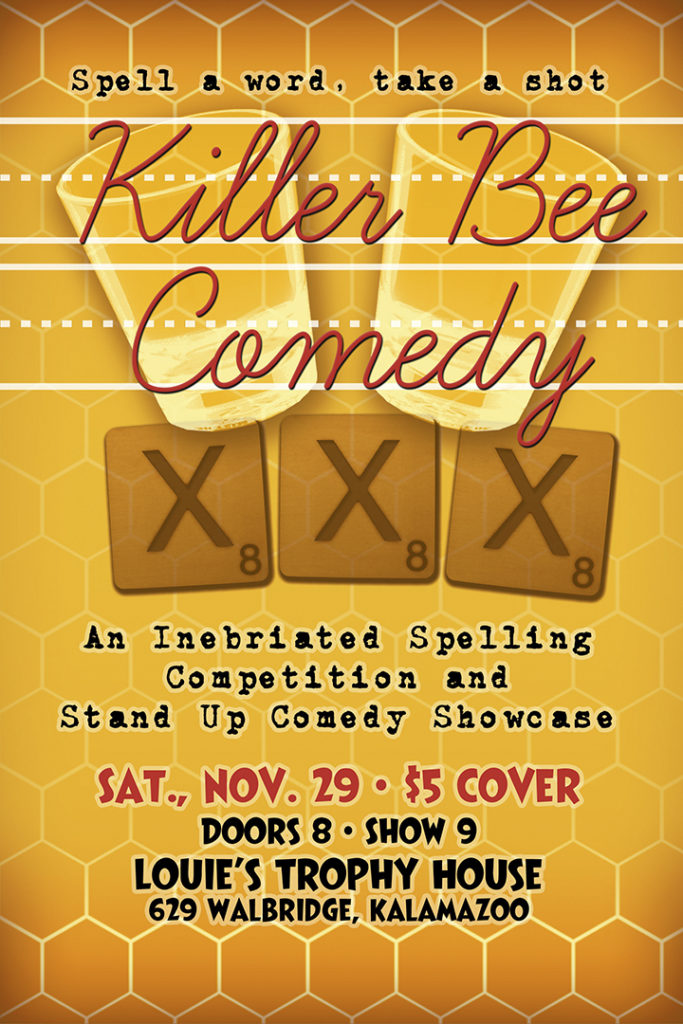 Spell a word, take a shot
Killer Bee
Comedy
X8 X8 X8
An Inebriated Spelling
Competition and
Stand Up Comedy Showcase
SAT., NOV. 29 • $5 COVER
DOORS 8 • SHOW 9
LOUIE'S TROPHY HOUSE
629 WALBRIDGE, KALAMAZOO